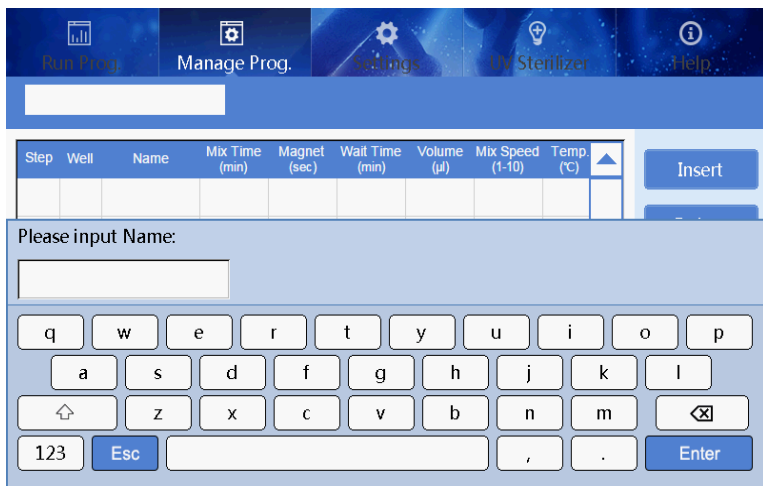 Run Prog. Manage Prog. Settings UV Sterilizer Help
Step Well Name Mix Time (min) Magnet (sec) Wait Time (min) Volume (μl) Mix Speed (1-10) Temp. (℃)
Insert
Please input Name:
q w e r t y u i o p
a s d f g h j k l
z x c v b n m
123 Esc , . Enter